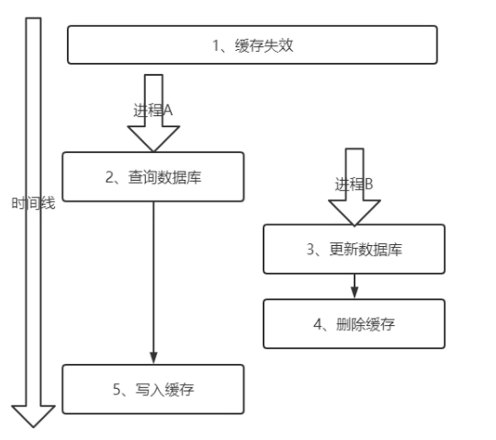 1、缓存失效
进程A
2、查询数据库
进程B
时间线
3、更新数据库
4、删除缓存
5、写入缓存